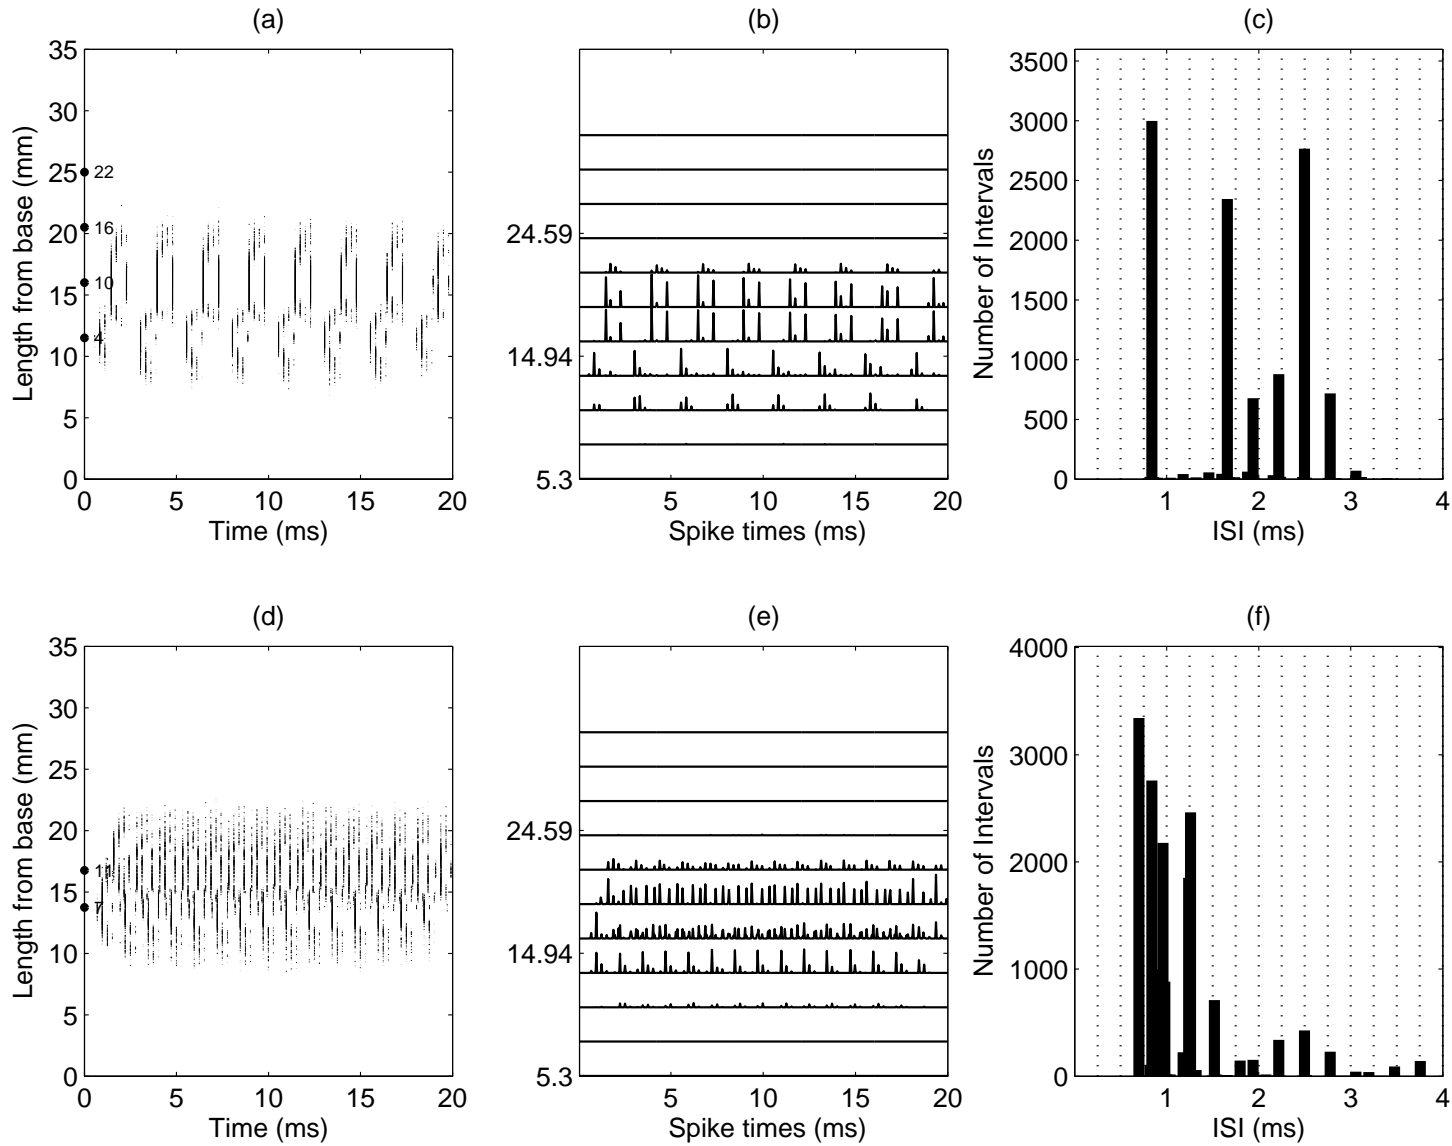 (a)
35
30
25
20
15
10
5
0
22
16
10
4
0 5 10 15 20
Length from base (mm)
Time (ms)
(b)
24.59
14.94
5.3
5 10 15 20
Spike times (ms)
(c)
3500
3000
2500
2000
1500
1000
500
0
1 2 3 4
Number of Intervals
ISI (ms)
(d)
35
30
25
20
15
10
5
0
11
7
0 5 10 15 20
Length from base (mm)
Time (ms)
(e)
24.59
14.94
5.3
5 10 15 20
Spike times (ms)
(f)
4000
3000
2000
1000
0
1 2 3 4
Number of Intervals
ISI (ms)